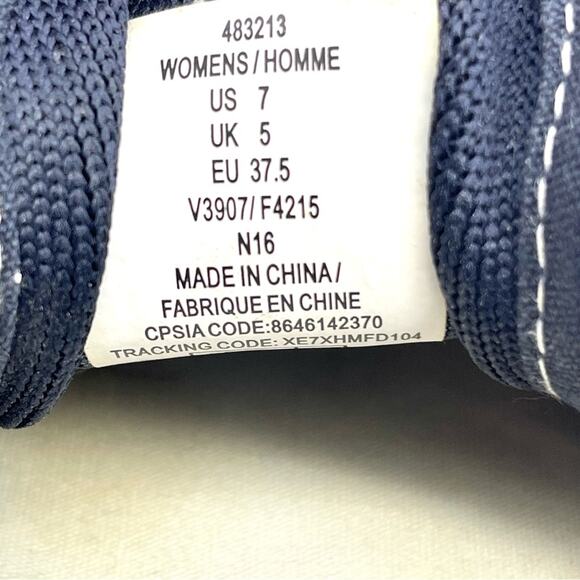 483213
WOMENS/HOMME
US 7
UK 5
EU 37.5
V3907/F4215
N16
MADE IN CHINA/
FABRIQUE EN CHINE
CPSIA CODE:8646142370
TRACKING CODE: XE7XHMFD104